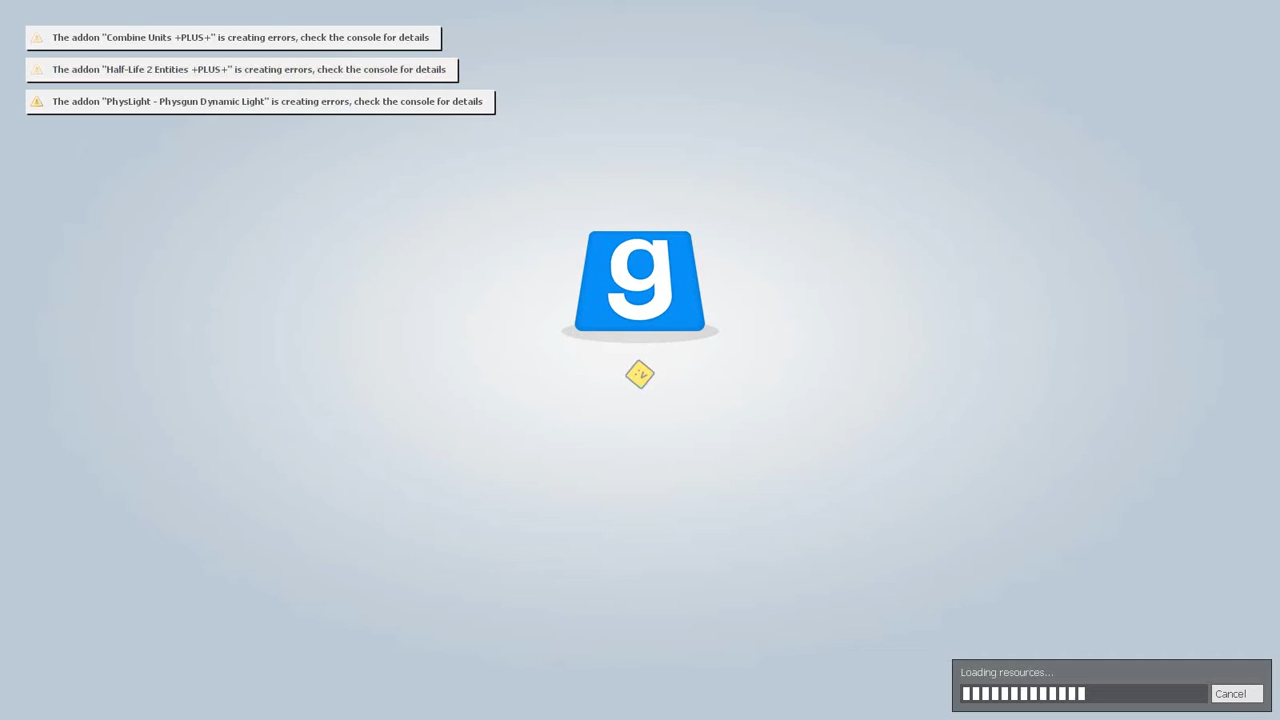 The addon "Combine Units +PLUS+" is creating errors, check the console for details
The addon "Half-Life 2 Entities +PLUS+" is creating errors, check the console for details
The addon "PhysLight - Physgun Dynamic Light" is creating errors, check the console for details
g
:v
Loading resources...
Cancel